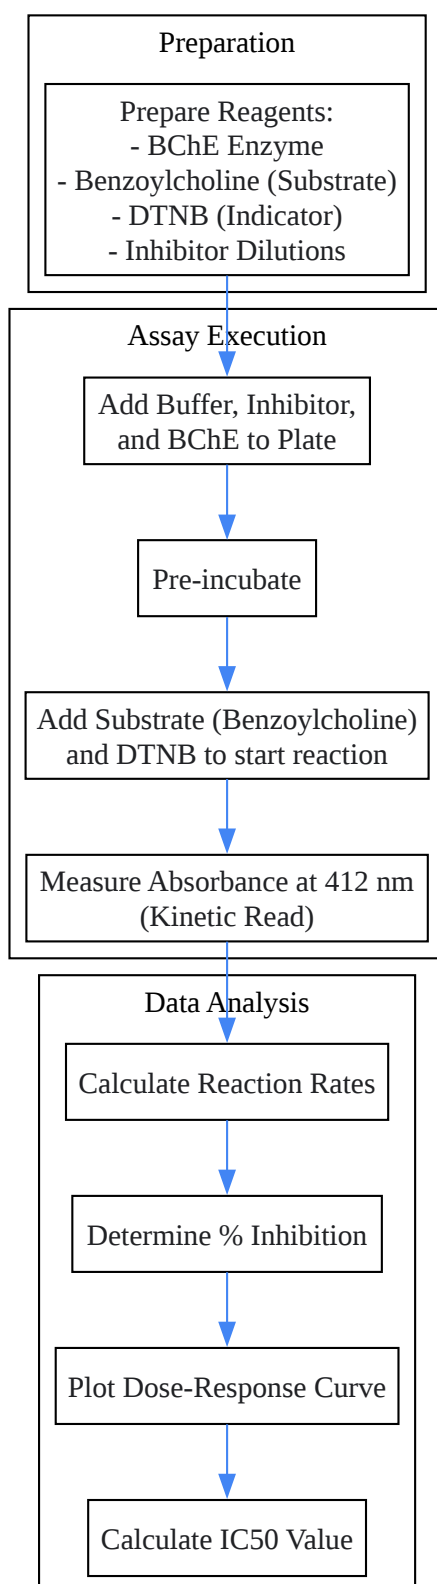 Preparation
Prepare Reagents:
- BChE Enzyme
- Benzoylcholine (Substrate)
- DTNB (Indicator)
- Inhibitor Dilutions
Assay Execution
Add Buffer, Inhibitor,
and BChE to Plate
Pre-incubate
Add Substrate (Benzoylcholine)
and DTNB to start reaction
Measure Absorbance at 412 nm
(Kinetic Read)
Data Analysis
Calculate Reaction Rates
Determine % Inhibition
Plot Dose-Response Curve
Calculate IC50 Value